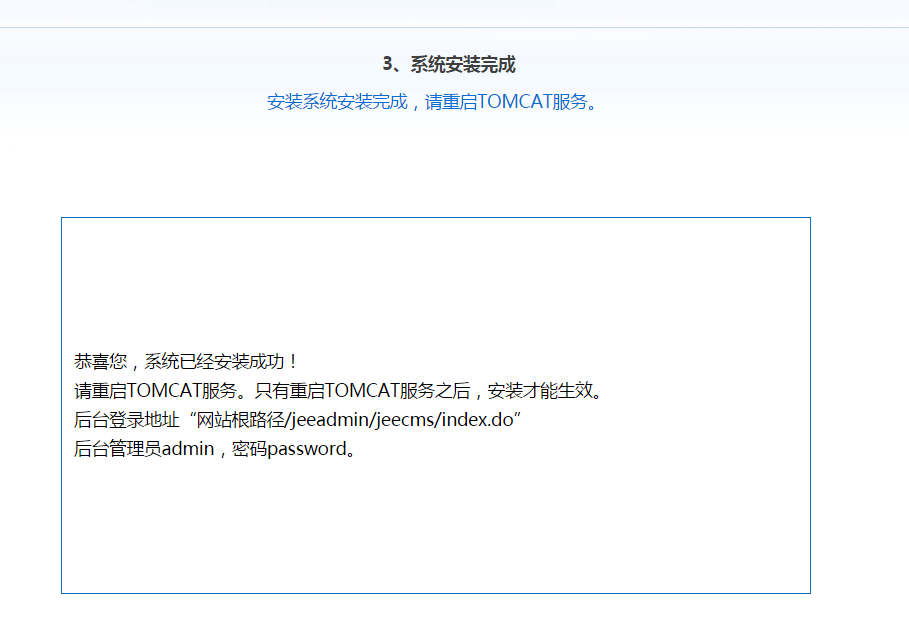 3、系统安装完成
安装系统安装完成，请重启TOMCAT服务。
恭喜您，系统已经安装成功！
请重启TOMCAT服务。只有重启TOMCAT服务之后，安装才能生效。
后台登录地址“网站根路径/jeeadmin/jeecms/index.do”
后台管理员admin，密码password。